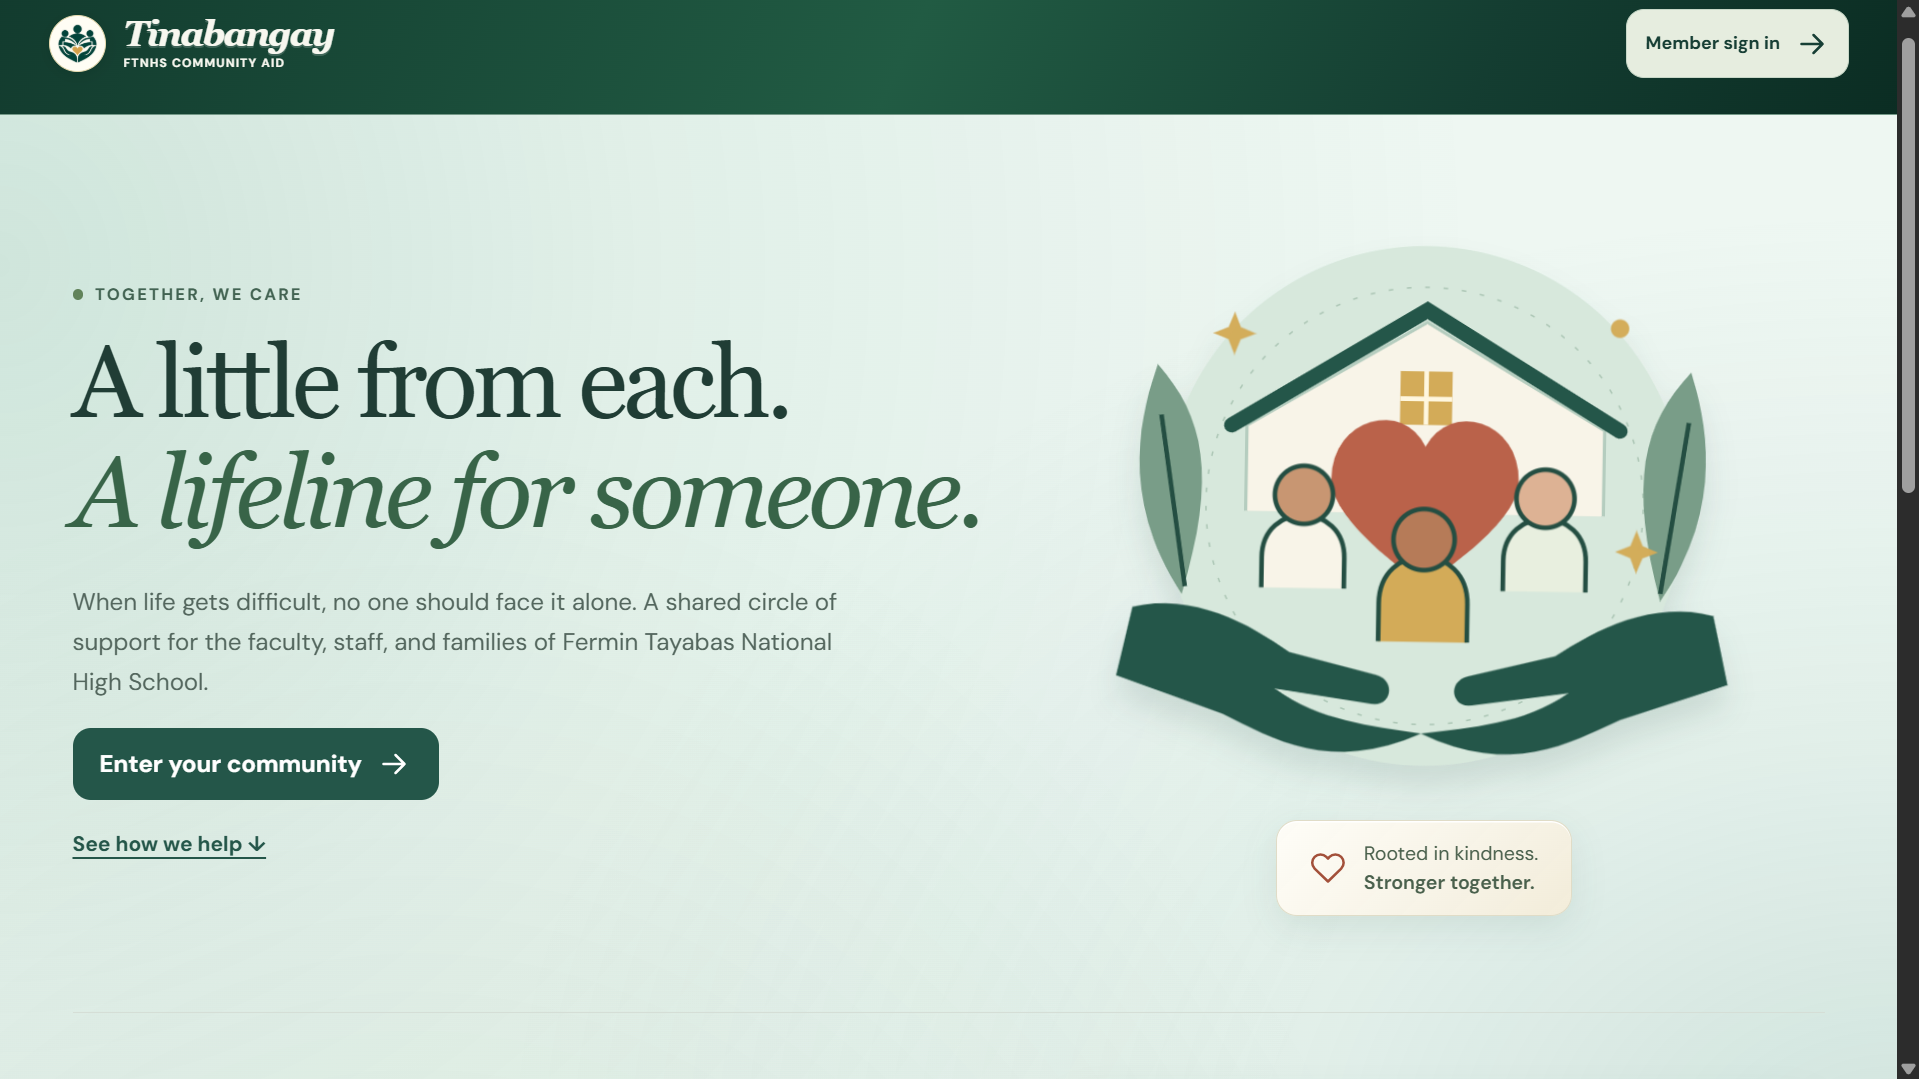 Tinabangay
FTNHS COMMUNITY AID
Member sign in →
TOGETHER, WE CARE
A little from each.
A lifeline for someone.
When life gets difficult, no one should face it alone. A shared circle of
support for the faculty, staff, and families of Fermin Tayabas National
High School.
Enter your community →
See how we help ↓
Rooted in kindness.
Stronger together.